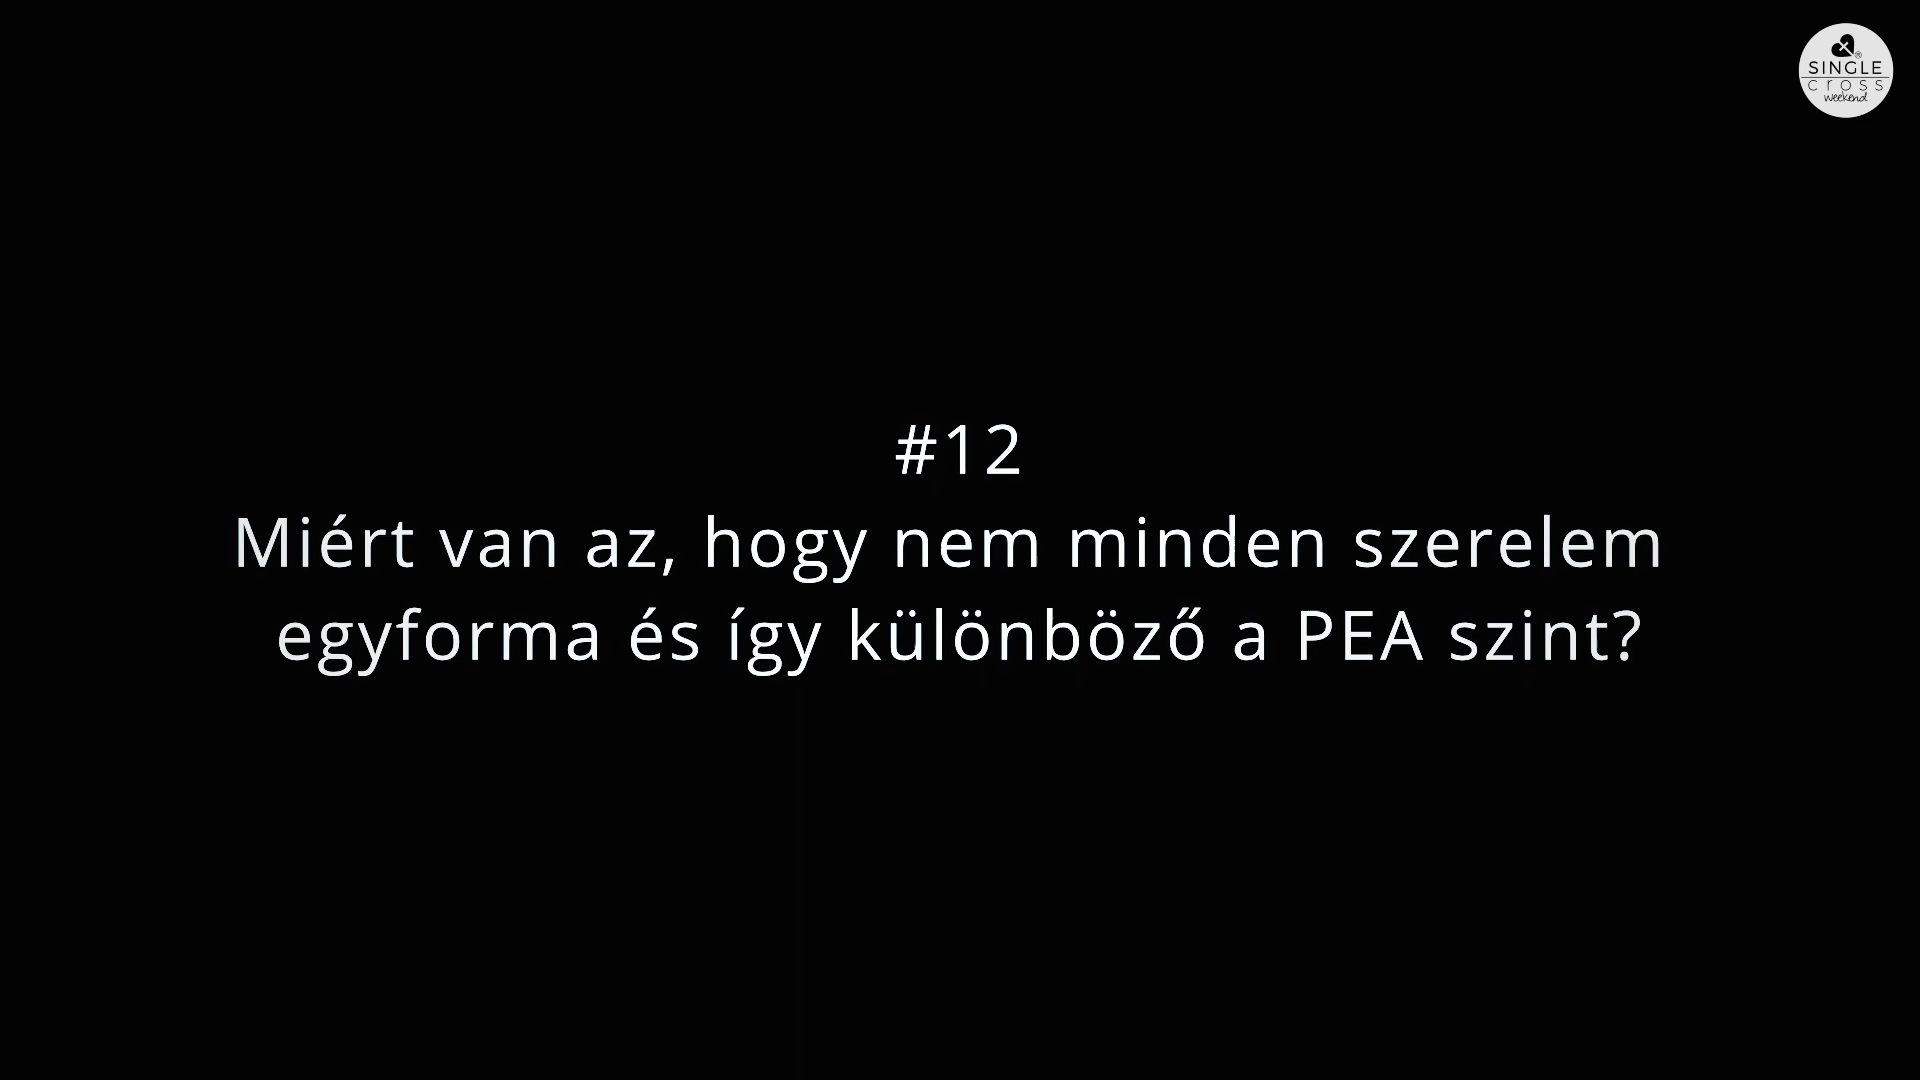 SINGLE
cross
weekend
#12
Miért van az, hogy nem minden szerelem
egyforma és így különböző a PEA szint?